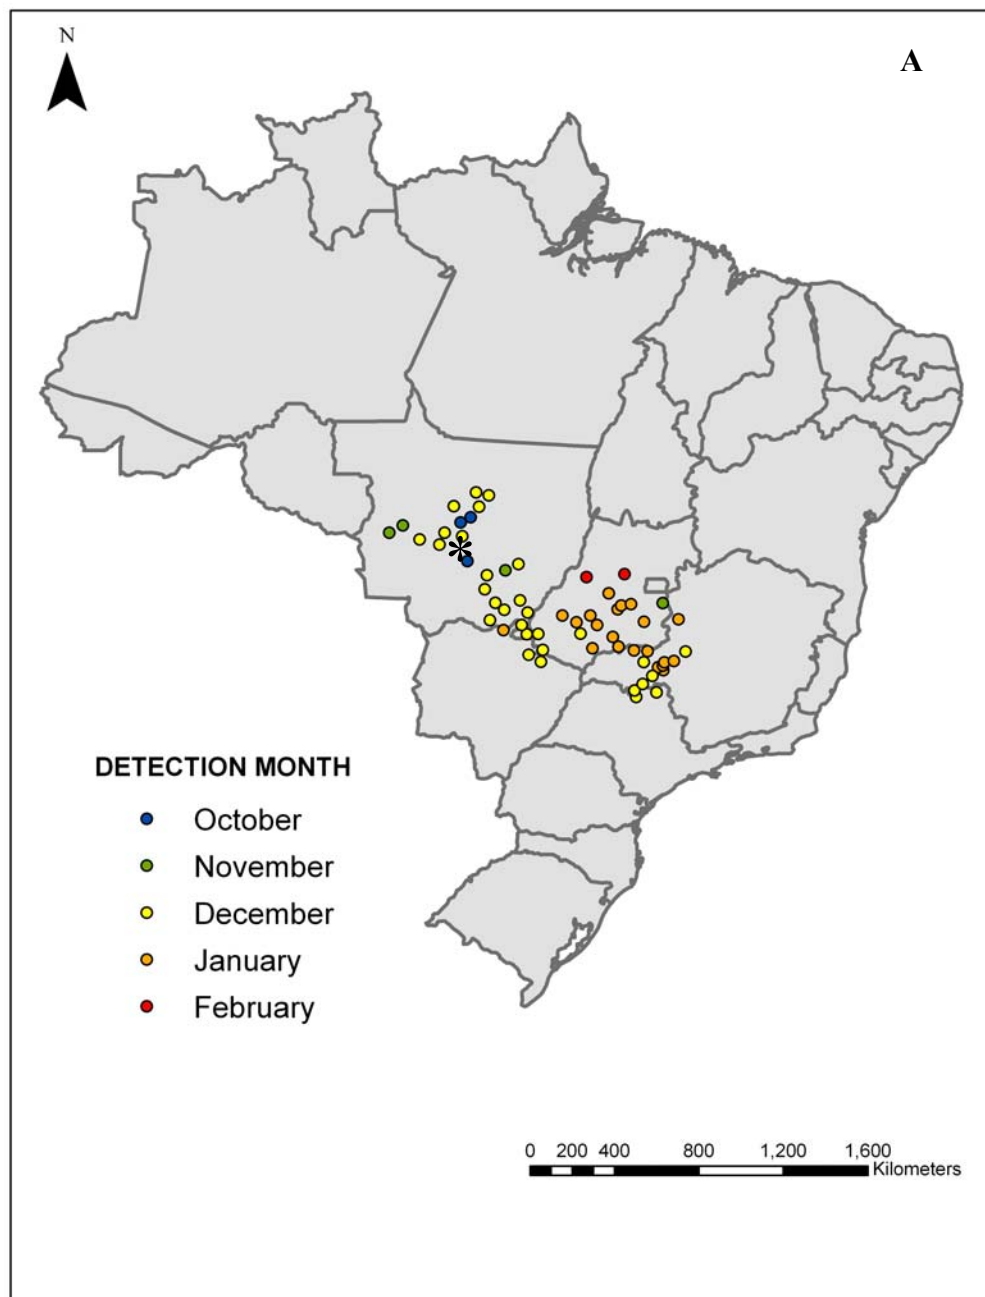 N
A
DETECTION MONTH
October
November
December
January
February
0 200 400 800 1,200 1,600
Kilometers